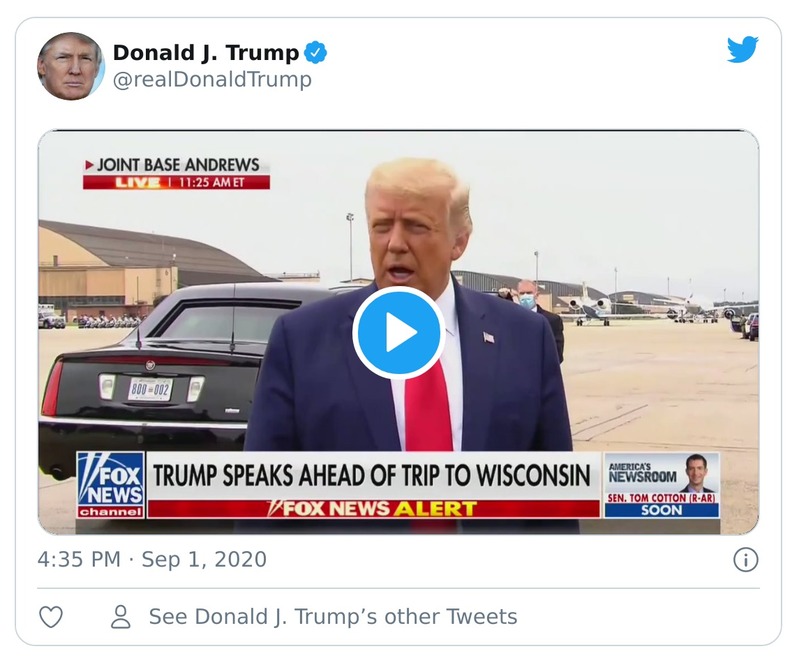 Donald J. Trump
@realDonaldTrump
JOINT BASE ANDREWS
LIVE | 11:25 AM ET
800-002
FOX
NEWS
channel
TRUMP SPEAKS AHEAD OF TRIP TO WISCONSIN
FOX NEWS ALERT
AMERICA'S
NEWSROOM
SEN. TOM COTTON (R-AR)
SOON
4:35 PM · Sep 1, 2020
See Donald J. Trump’s other Tweets